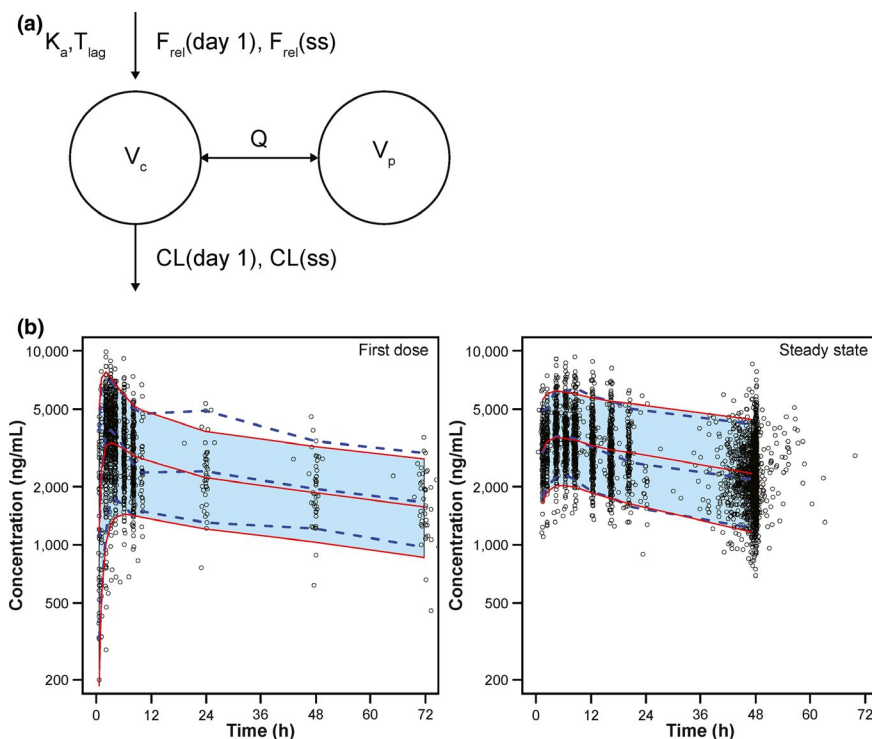 (a)
Kₐ,Tₗₐg Fᵣₑₗ(day 1), Fᵣₑₗ(ss)
V_c Q V_p
CL(day 1), CL(ss)
(b)
First dose
10,000
5,000
2,000
1,000
500
200
Concentration (ng/mL)
0 12 24 36 48 60 72
Time (h)
Steady state
10,000
5,000
2,000
1,000
500
200
Concentration (ng/mL)
0 12 24 36 48 60 72
Time (h)